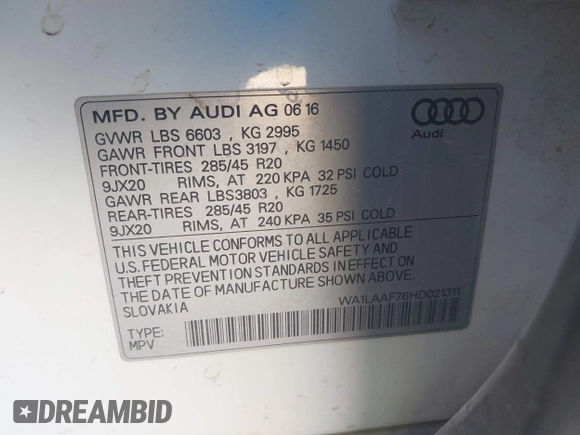 MFD. BY AUDI AG 06 16
GVWR LBS 6603 , KG 2995
GAWR FRONT LBS 3197 , KG 1450
FRONT-TIRES 285/45 R20
9JX20 RIMS, AT 220 KPA 32 PSI COLD
GAWR REAR LBS3803 , KG 1725
REAR-TIRES 285/45 R20
9JX20 RIMS, AT 240 KPA 35 PSI COLD
Audi
THIS VEHICLE CONFORMS TO ALL APPLICABLE
U.S. FEDERAL MOTOR VEHICLE SAFETY AND
THEFT PREVENTION STANDARDS IN EFFECT ON
THE DATE OF MANUFACTURE SHOWN ABOVE.
SLOVAKIA
WA1LAAF76HD021311
TYPE:
MPV
DREAMBID